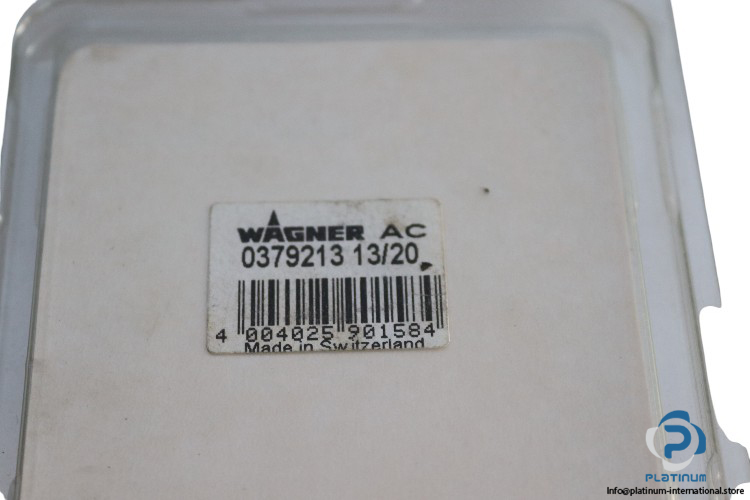 WAGNER AC
0379213 13/20
4 004025 901584
Made in Switzerland
PLATINUM
Info@platinum-international.store